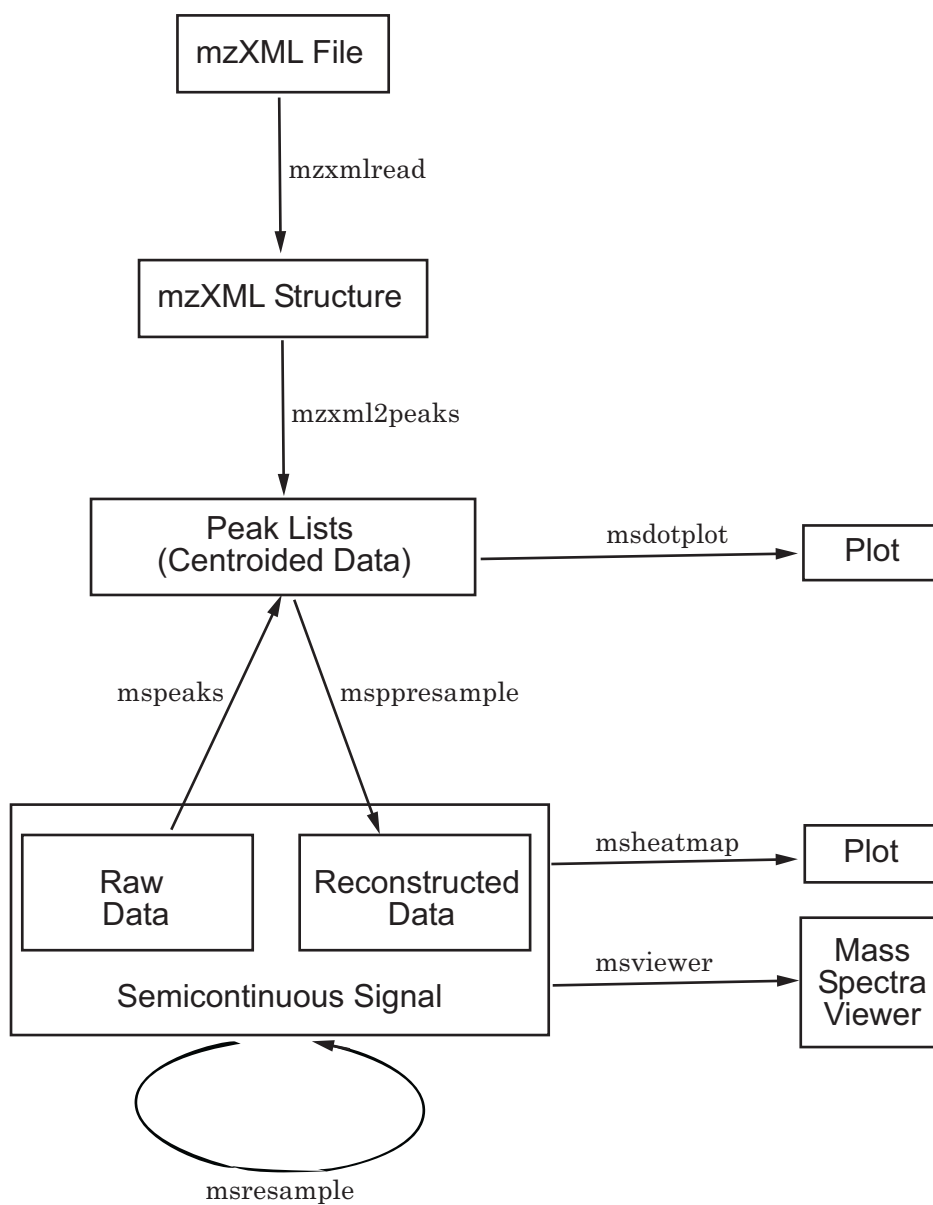 mzXML File
mzxmlread
mzXML Structure
mzxml2peaks
Peak Lists
(Centroided Data)
msdotplot
Plot
mspeaks
msppresample
Raw
Data
Reconstructed
Data
Semicontinuous Signal
msheatmap
Plot
msviewer
Mass
Spectra
Viewer
msresample